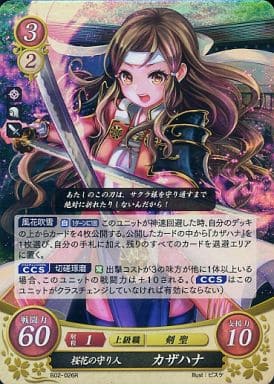 3
2
あたしのこの刀は、サクラ様を守り通すまで
絶対に折れたりしないんだから！
風花吹雪 自 1ターン1回 このユニットが神速回避した時、自分のデッキ
の上からカードを4枚公開する。公開したカードの中から「カザハナ」を
1枚選び、自分の手札に加え、残りのすべてのカードを退避エリア
に置く。
CCS 切磋琢磨 常 出撃コストが3の味方が他に1体以上いる
場合、このユニットの戦闘力は＋10される。（CCSはこのユニッ
トがクラスチェンジしていなければ有効にならない）
戦闘力
60
射程 1 上級職 剣聖
支援力
10
桜花の守り人 カザハナ
B02-026R
Illust：ビスケ